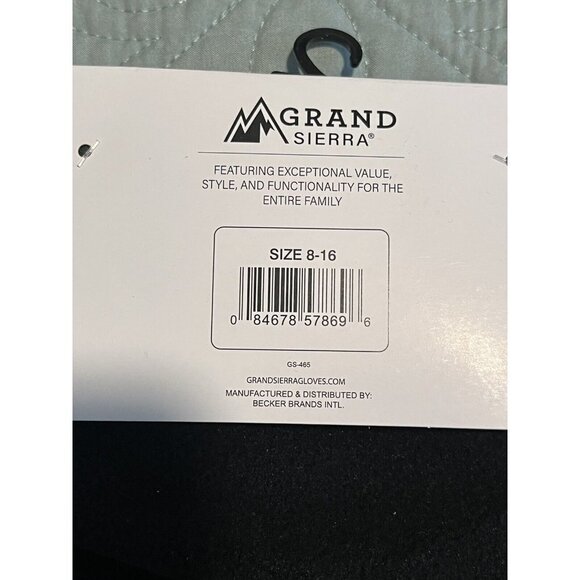 GRAND
SIERRA®
FEATURING EXCEPTIONAL VALUE,
STYLE, AND FUNCTIONALITY FOR THE
ENTIRE FAMILY
SIZE 8-16
0 84678 57869 6
GS-465
GRANDSIERRAGLOVES.COM
MANUFACTURED & DISTRIBUTED BY:
BECKER BRANDS INTL.